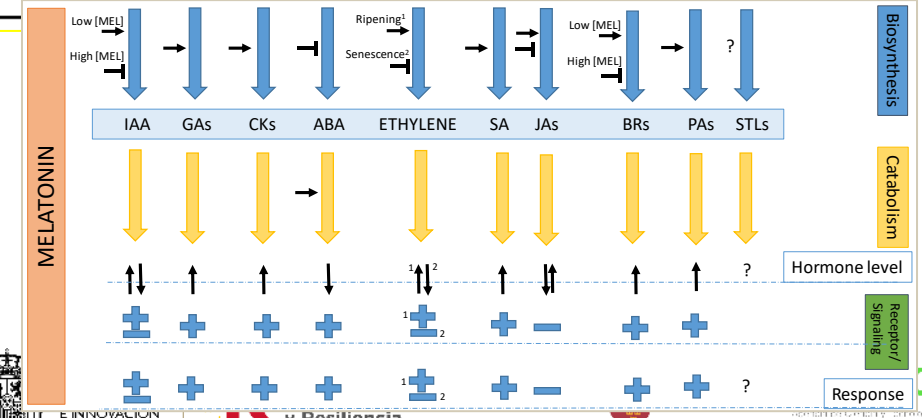 Low [MEL]
High [MEL]
Ripening¹
Senescence²
Low [MEL]
High [MEL]
?
Biosynthesis
MELATONIN
IAA GAs CKs ABA ETHYLENE SA JAs BRs PAs STLs
Catabolism
1 2 ? Hormone level
1
2
Receptor/
Signaling
1
2
? Response
E INNOVACIÓN
y Resiliencia